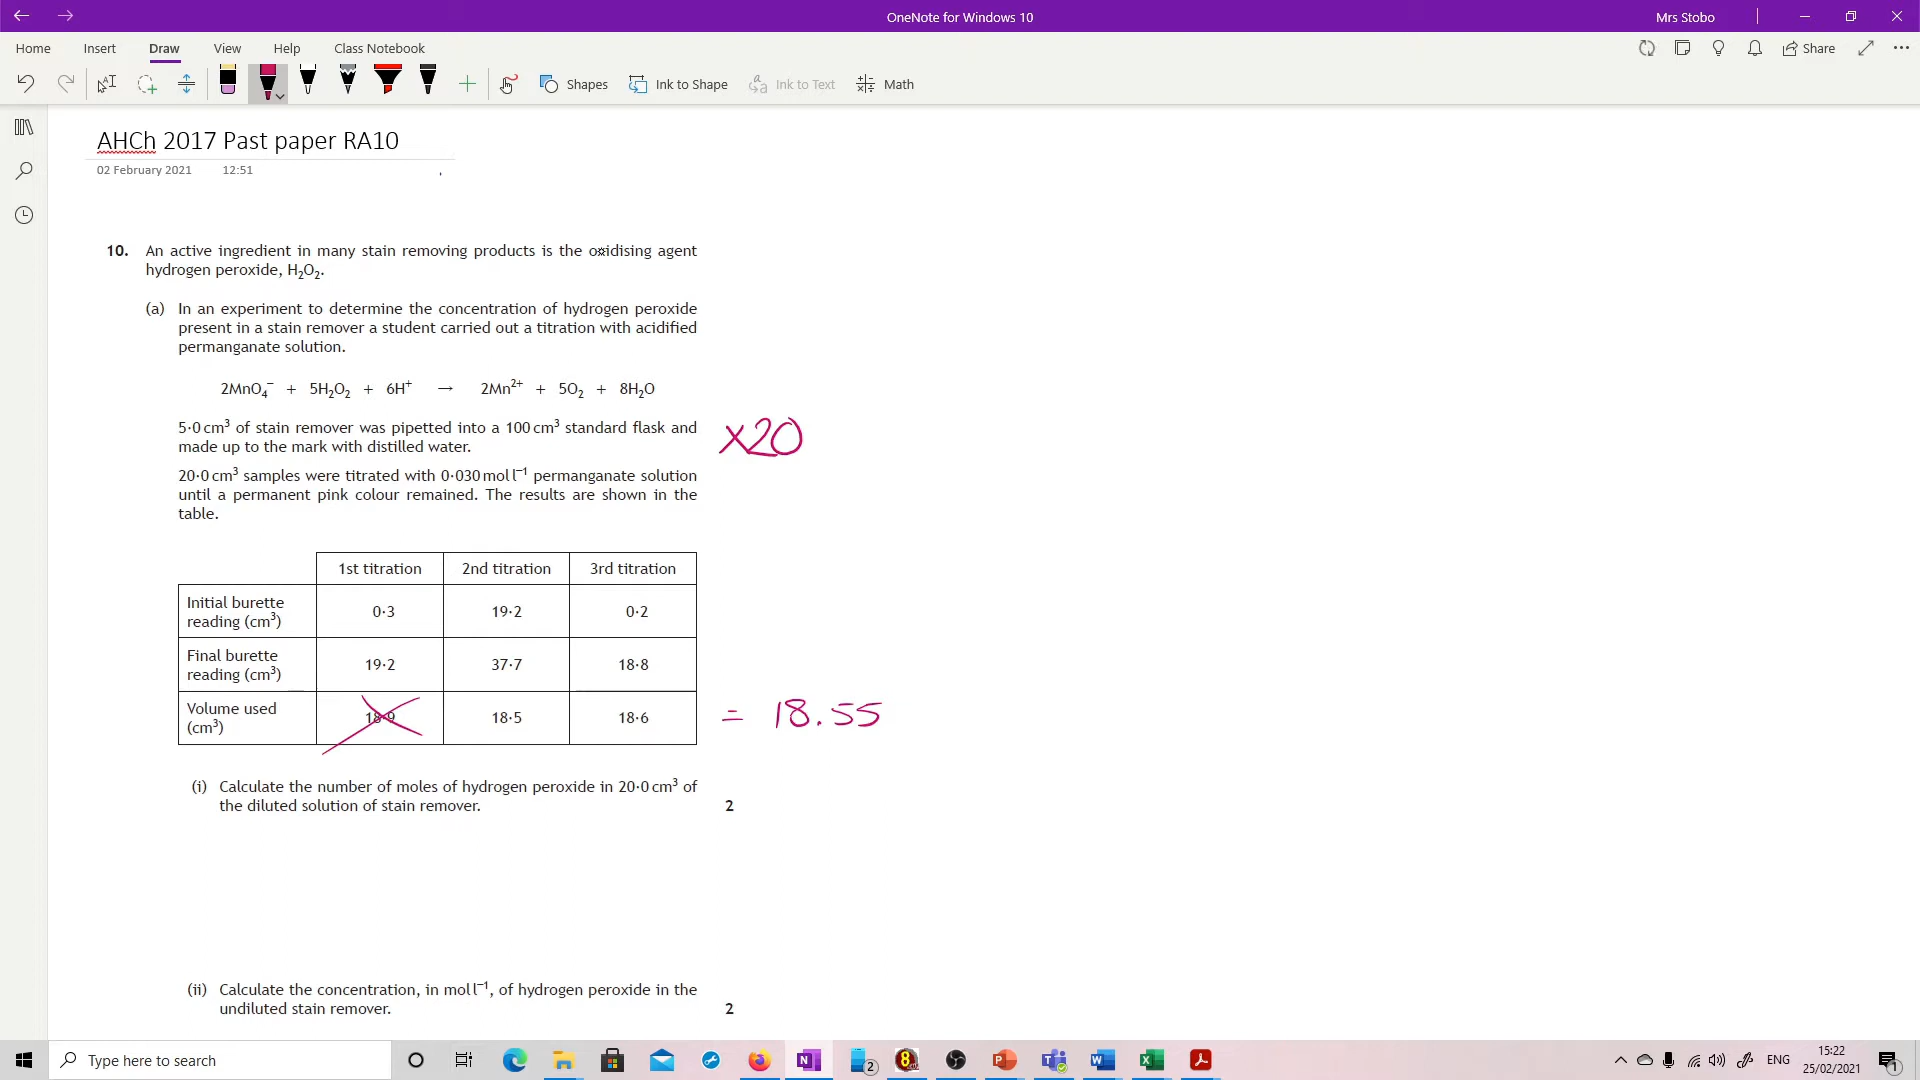 OneNote for Windows 10
Mrs Stobo
Home Insert Draw View Help Class Notebook
Share
Shapes Ink to Shape Ink to Text Math
AHCh 2017 Past paper RA10
02 February 2021 12:51
10. An active ingredient in many stain removing products is the oxidising agent
hydrogen peroxide, H₂O₂.
(a) In an experiment to determine the concentration of hydrogen peroxide
present in a stain remover a student carried out a titration with acidified
permanganate solution.
2MnO₄⁻ + 5H₂O₂ + 6H⁺ → 2Mn²⁺ + 5O₂ + 8H₂O
5·0 cm³ of stain remover was pipetted into a 100 cm³ standard flask and
made up to the mark with distilled water.
×20
20·0 cm³ samples were titrated with 0·030 mol l⁻¹ permanganate solution
until a permanent pink colour remained. The results are shown in the
table.
1st titration 2nd titration 3rd titration
Initial burette
reading (cm³) 0·3 19·2 0·2
Final burette
reading (cm³) 19·2 37·7 18·8
Volume used
(cm³) 18·9 18·5 18·6 = 18.55
(i) Calculate the number of moles of hydrogen peroxide in 20·0 cm³ of
the diluted solution of stain remover. 2
(ii) Calculate the concentration, in mol l⁻¹, of hydrogen peroxide in the
undiluted stain remover. 2
Type here to search
ENG
15:22
25/02/2021